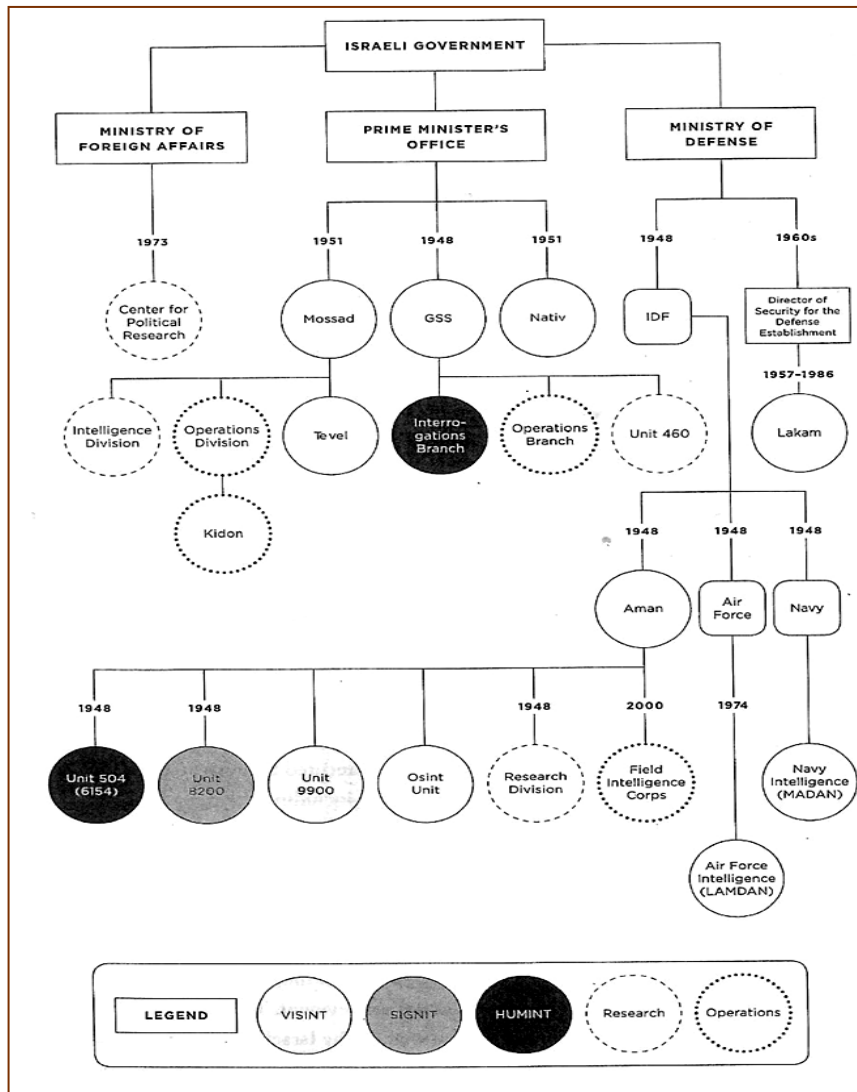 ISRAELI GOVERNMENT
MINISTRY OF
FOREIGN AFFAIRS
PRIME MINISTER'S
OFFICE
MINISTRY OF
DEFENSE
1973
1951
1948
1951
1948
1960s
Center for
Political
Research
Mossad
GSS
Nativ
IDF
Director of
Security for the
Defense
Establishment
1957–1986
Intelligence
Division
Operations
Division
Tevel
Interro-
gations
Branch
Operations
Branch
Unit 460
Lakam
Kidon
1948
1948
1948
Aman
Air
Force
Navy
1948
1948
1948
2000
1974
Unit 504
(6154)
Unit
8200
Unit
9900
Osint
Unit
Research
Division
Field
Intelligence
Corps
Navy
Intelligence
(MADAN)
Air Force
Intelligence
(LAMDAN)
LEGEND
VISINT
SIGNIT
HUMINT
Research
Operations